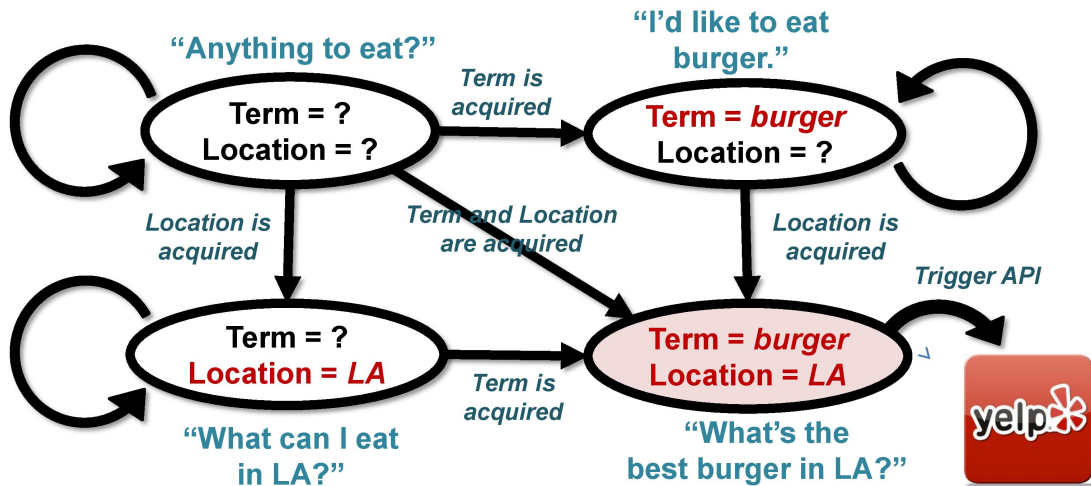 “Anything to eat?”
“I’d like to eat
burger.”
Term is
acquired
Term = ?
Location = ?
Term = burger
Location = ?
Location is
acquired
Term and Location
are acquired
Location is
acquired
Trigger API
Term = ?
Location = LA
Term is
acquired
Term = burger
Location = LA
yelp
“What can I eat
in LA?”
“What’s the
best burger in LA?”